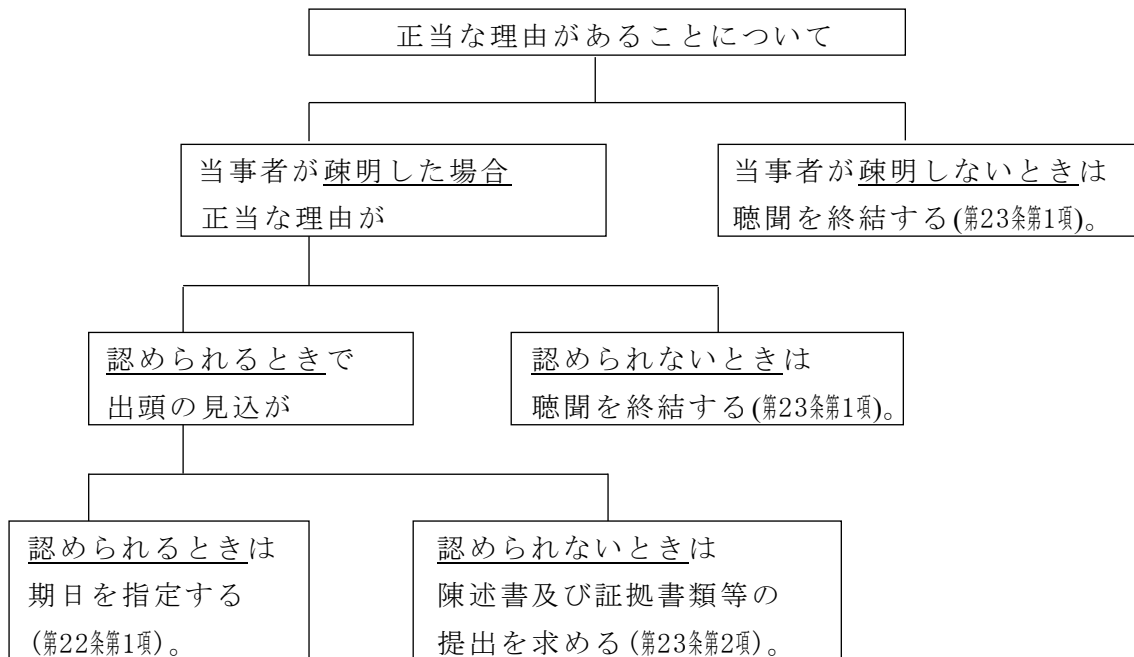 正当な理由があることについて
当事者が疎明した場合
正当な理由が
当事者が疎明しないときは
聴聞を終結する(第23条第1項)。
認められるときで
出頭の見込が
認められないときは
聴聞を終結する(第23条第1項)。
認められるときは
期日を指定する
(第22条第1項)。
認められないときは
陳述書及び証拠書類等の
提出を求める(第23条第2項)。